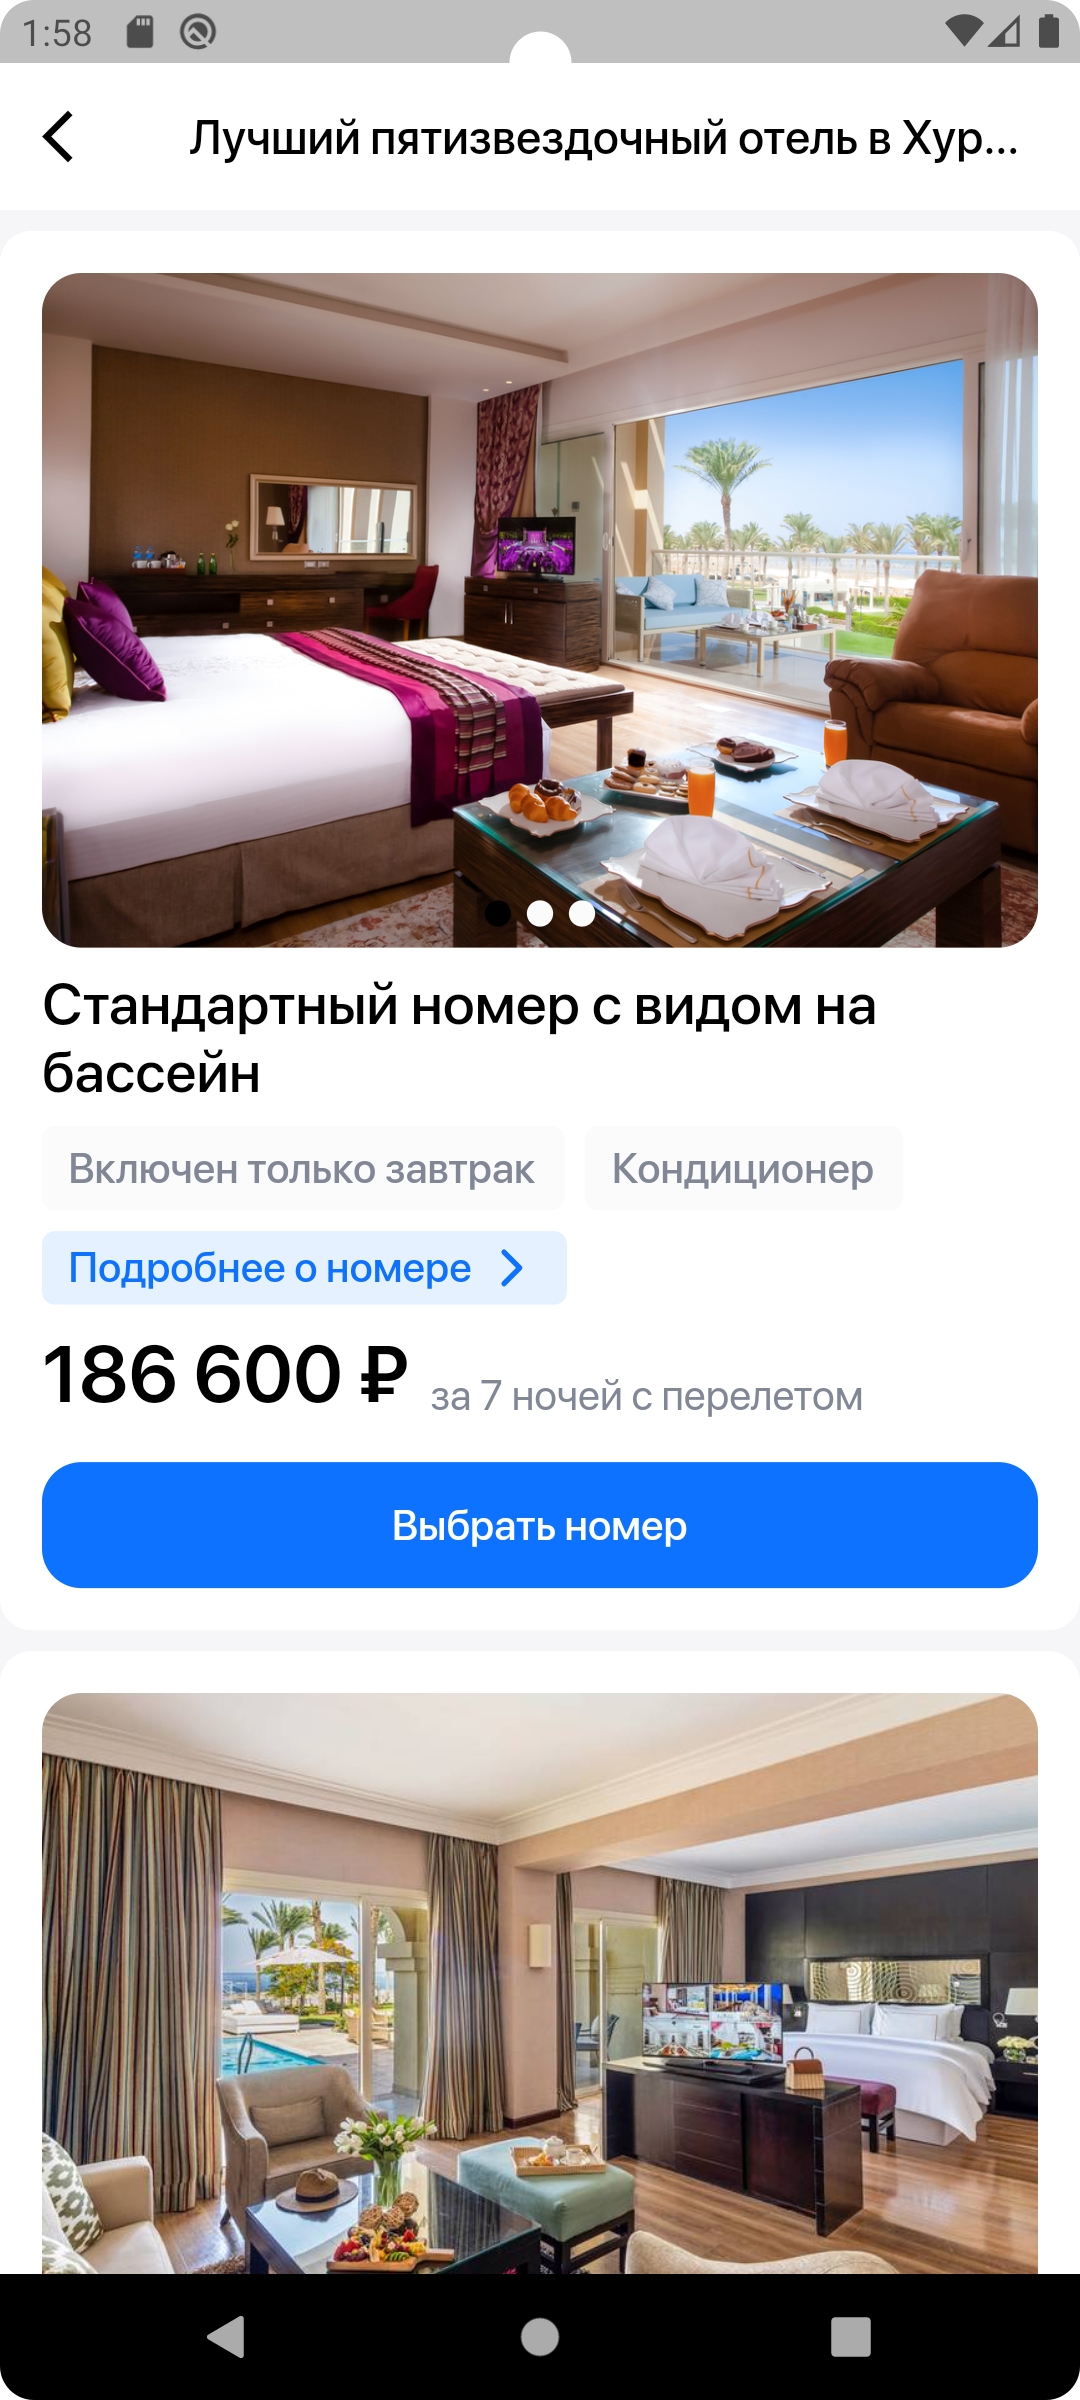 1:58
Лучший пятизвездочный отель в Хур...
Стандартный номер с видом на
бассейн
Включен только завтрак
Кондиционер
Подробнее о номере
186 600 ₽ за 7 ночей с перелетом
Выбрать номер